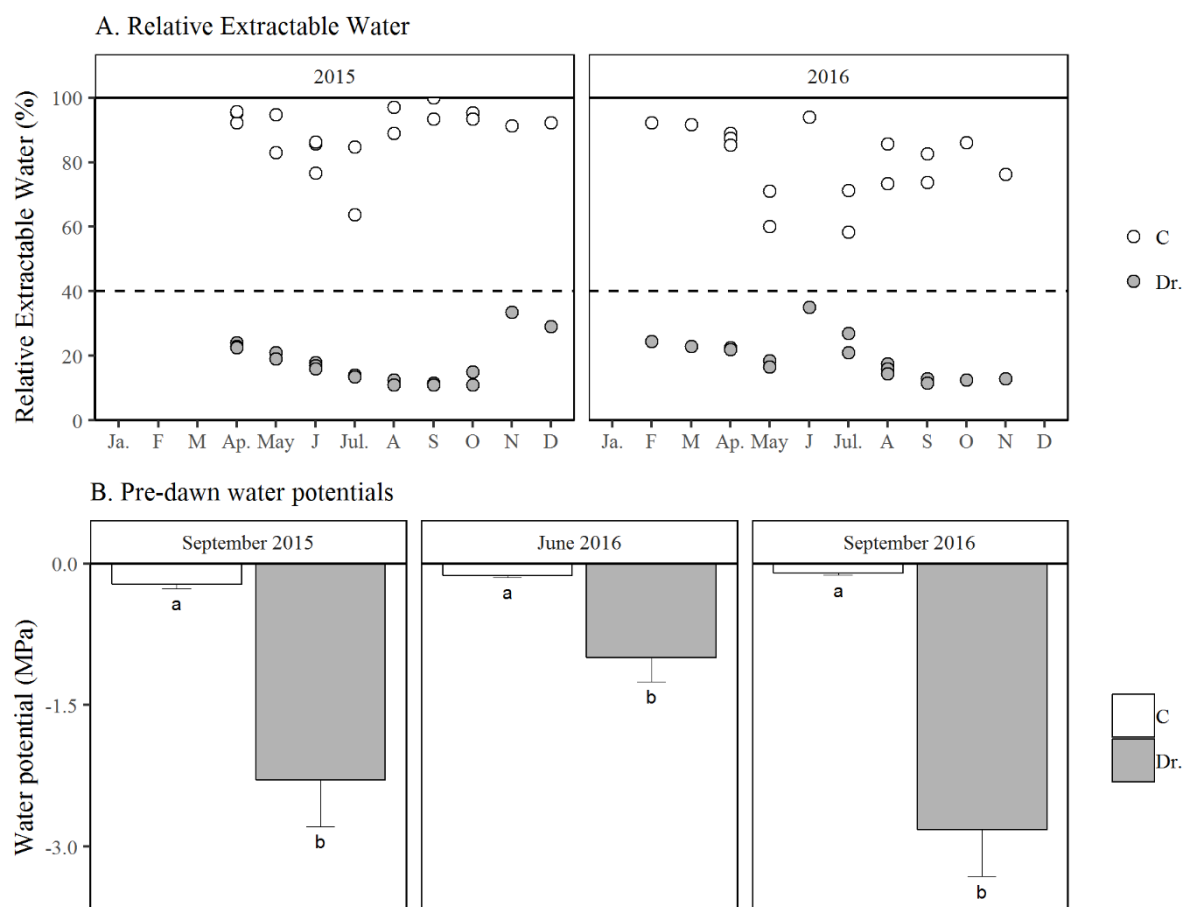 A. Relative Extractable Water
2015 2016
Relative Extractable Water (%)
100
80
60
40
20
0
Ja. F M Ap. May J Jul. A S O N D Ja. F M Ap. May J Jul. A S O N D
C
Dr.
B. Pre-dawn water potentials
September 2015 June 2016 September 2016
Water potential (MPa)
0.0
-1.5
-3.0
a b a b a b
C
Dr.